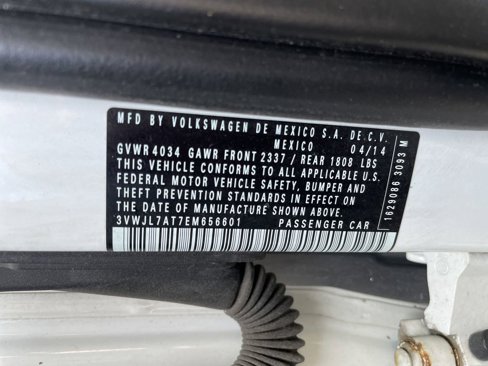 MFD BY VOLKSWAGEN DE MEXICO S.A. DE C.V.
MEXICO 04/14
GVWR 4034 GAWR FRONT 2337 / REAR 1808 LBS
THIS VEHICLE CONFORMS TO ALL APPLICABLE U.S.
FEDERAL MOTOR VEHICLE SAFETY, BUMPER AND
THEFT PREVENTION STANDARDS IN EFFECT ON
THE DATE OF MANUFACTURE SHOWN ABOVE.
3VWJL7AT7EM656601 PASSENGER CAR
1629086 3093 M